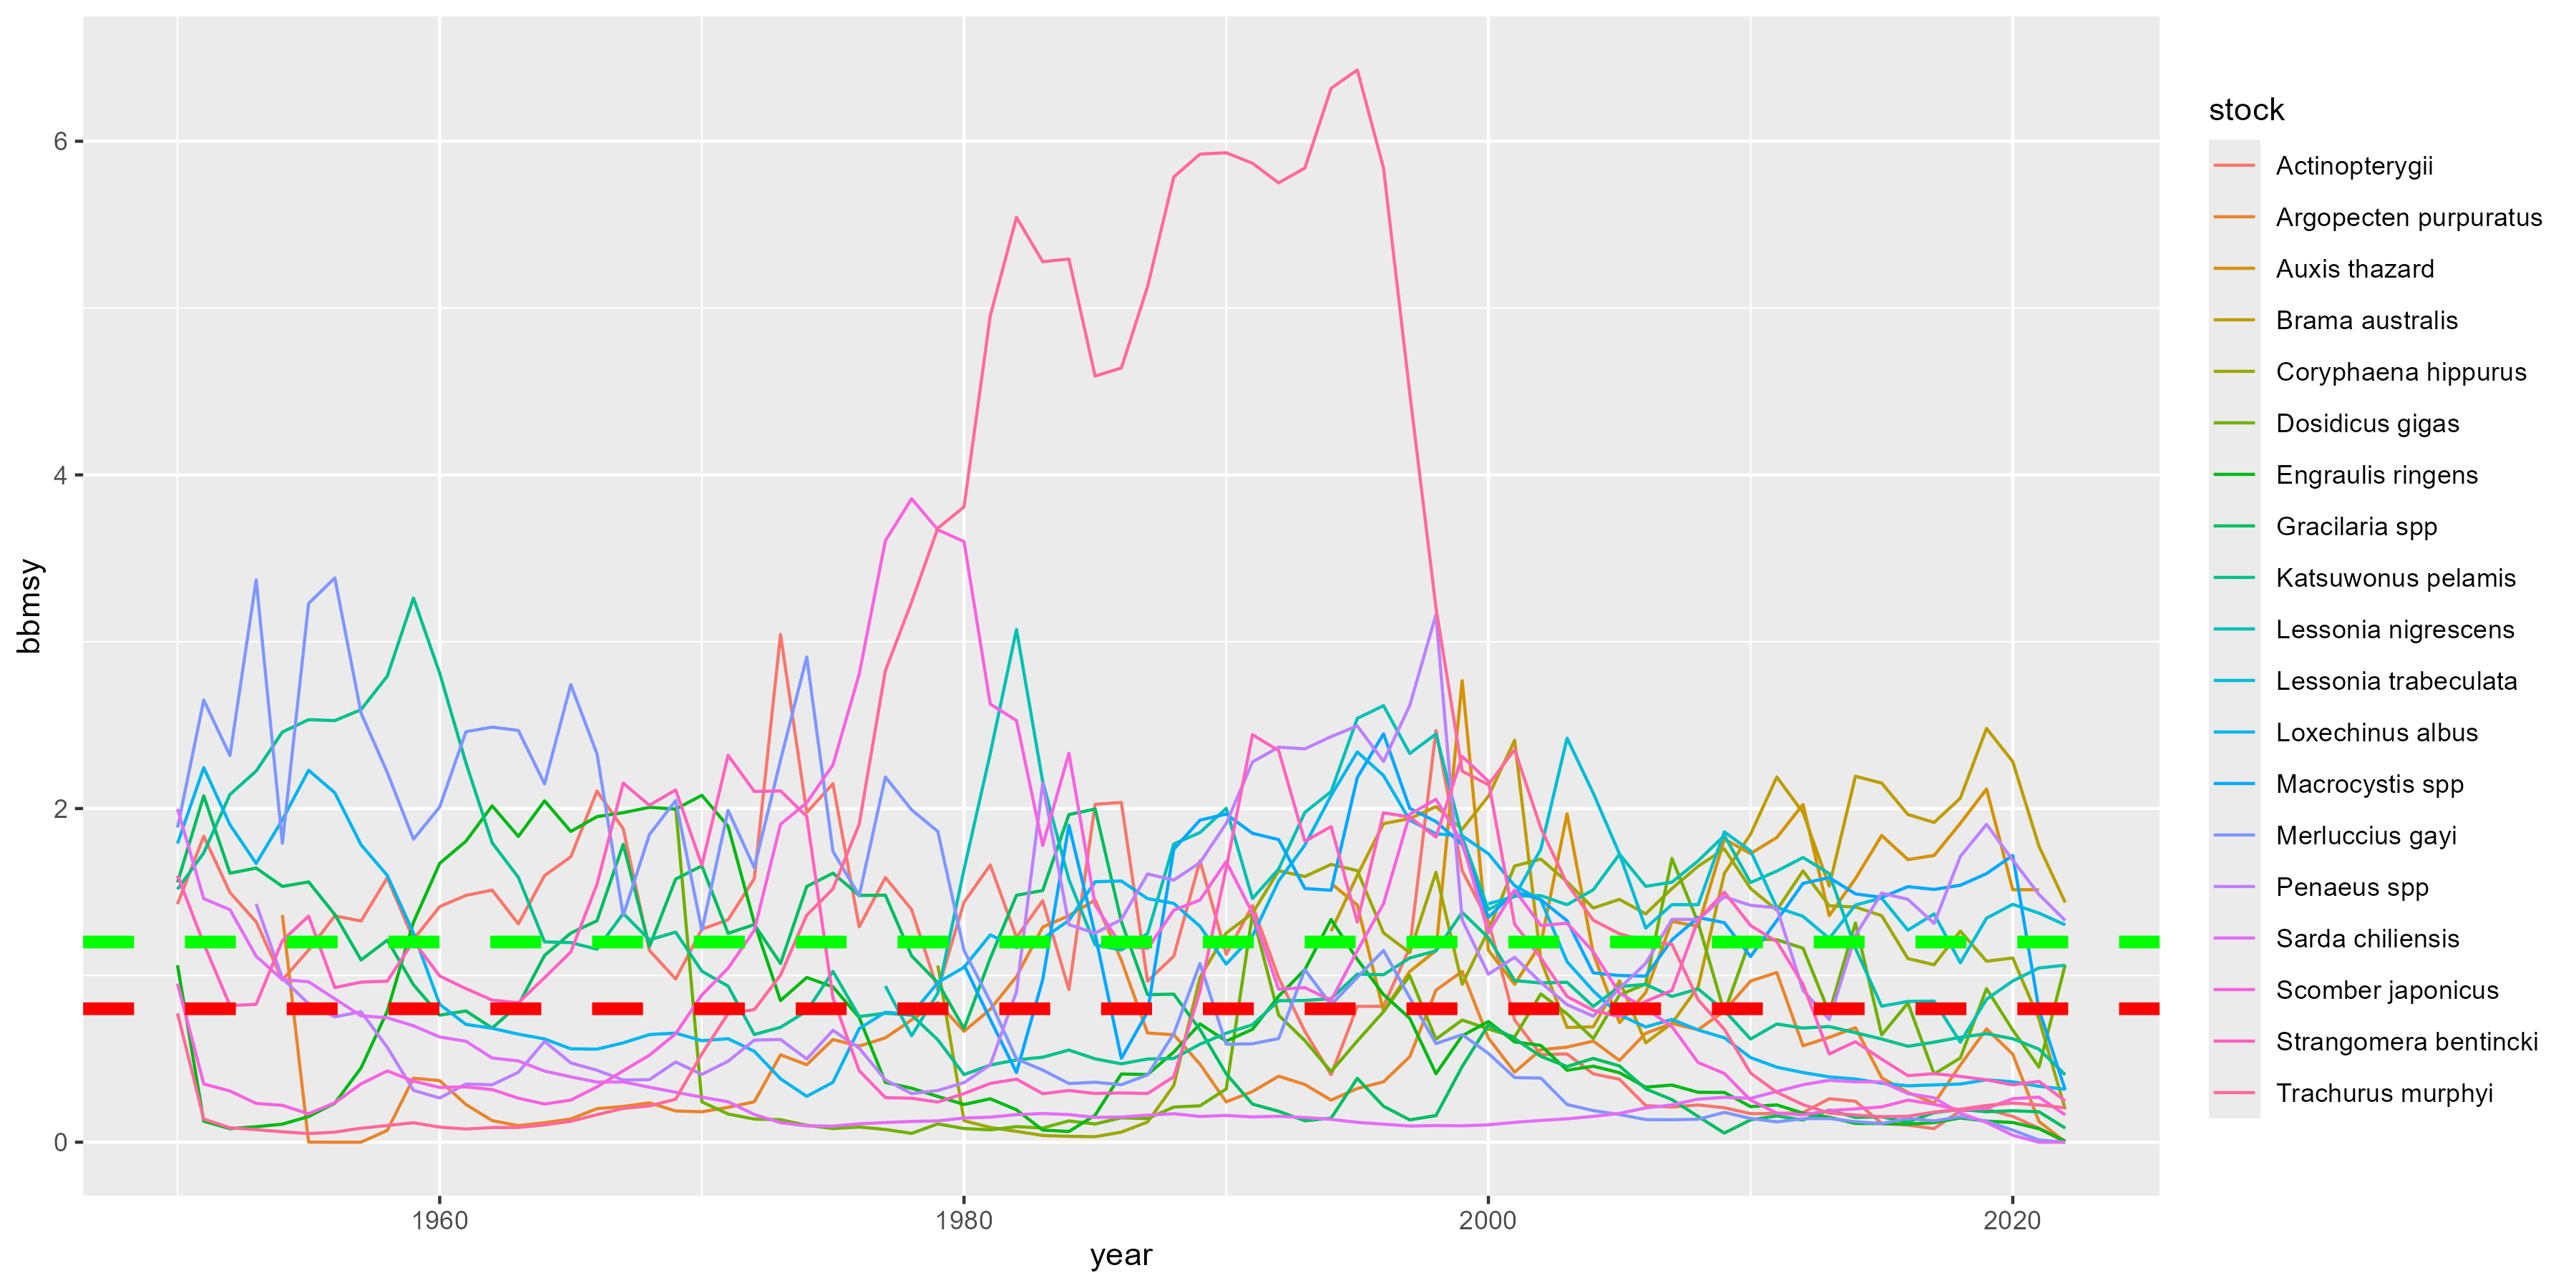 6
4
2
0
bbmsy
1960
1980
2000
2020
year
stock
Actinopterygii
Argopecten purpuratus
Auxis thazard
Brama australis
Coryphaena hippurus
Dosidicus gigas
Engraulis ringens
Gracilaria spp
Katsuwonus pelamis
Lessonia nigrescens
Lessonia trabeculata
Loxechinus albus
Macrocystis spp
Merluccius gayi
Penaeus spp
Sarda chiliensis
Scomber japonicus
Strangomera bentincki
Trachurus murphyi